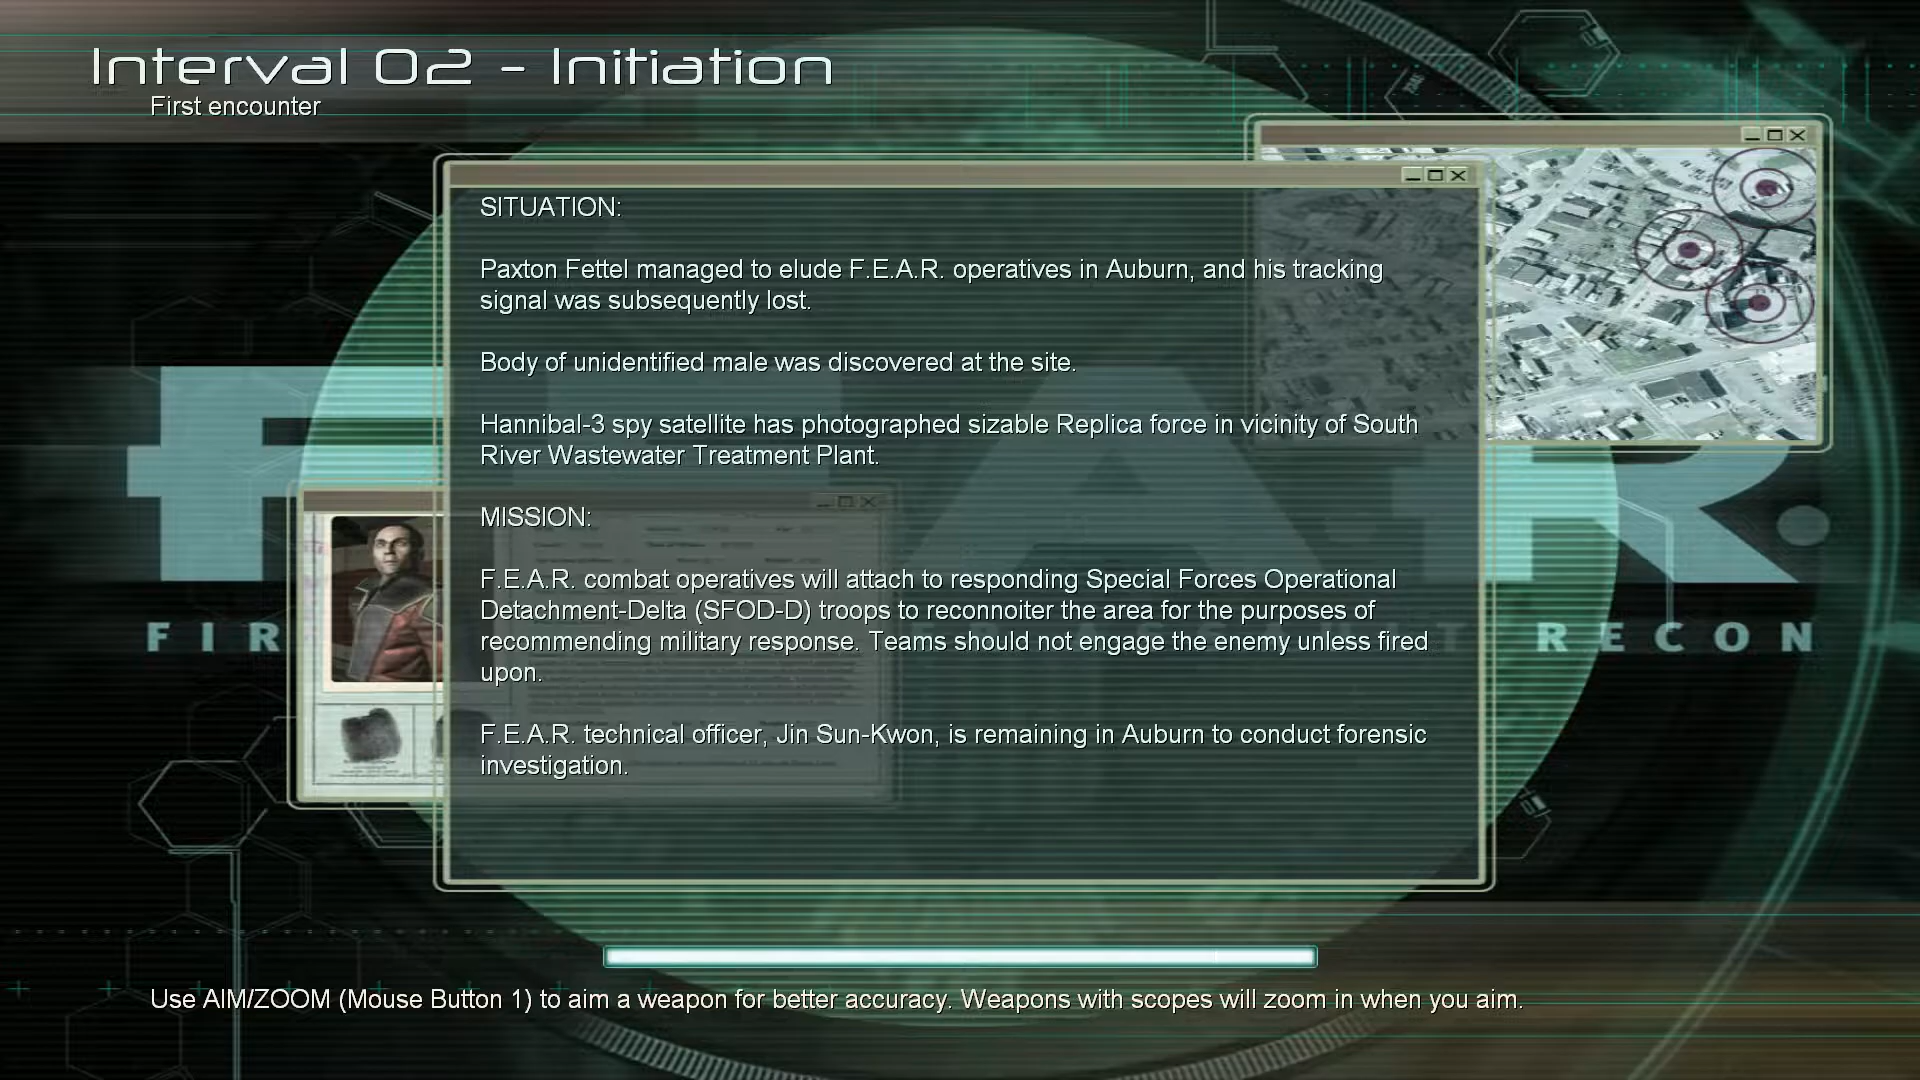 Interval 02 - Initiation
First encounter
SITUATION:
Paxton Fettel managed to elude F.E.A.R. operatives in Auburn, and his tracking
signal was subsequently lost.
Body of unidentified male was discovered at the site.
Hannibal-3 spy satellite has photographed sizable Replica force in vicinity of South
River Wastewater Treatment Plant.
MISSION:
F.E.A.R. combat operatives will attach to responding Special Forces Operational
Detachment-Delta (SFOD-D) troops to reconnoiter the area for the purposes of
recommending military response. Teams should not engage the enemy unless fired
upon.
F.E.A.R. technical officer, Jin Sun-Kwon, is remaining in Auburn to conduct forensic
investigation.
RECON
Use AIM/ZOOM (Mouse Button 1) to aim a weapon for better accuracy. Weapons with scopes will zoom in when you aim.